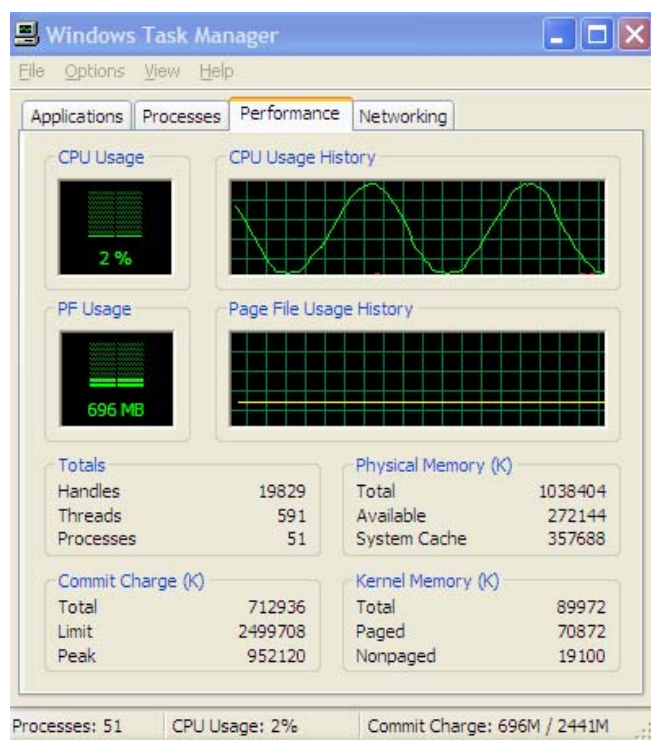 Windows Task Manager
File Options View Help
Applications Processes Performance Networking
CPU Usage CPU Usage History
2 %
PF Usage Page File Usage History
696 MB
Totals Physical Memory (K)
Handles 19829 Total 1038404
Threads 591 Available 272144
Processes 51 System Cache 357688
Commit Charge (K) Kernel Memory (K)
Total 712936 Total 89972
Limit 2499708 Paged 70872
Peak 952120 Nonpaged 19100
Processes: 51 CPU Usage: 2% Commit Charge: 696M / 2441M